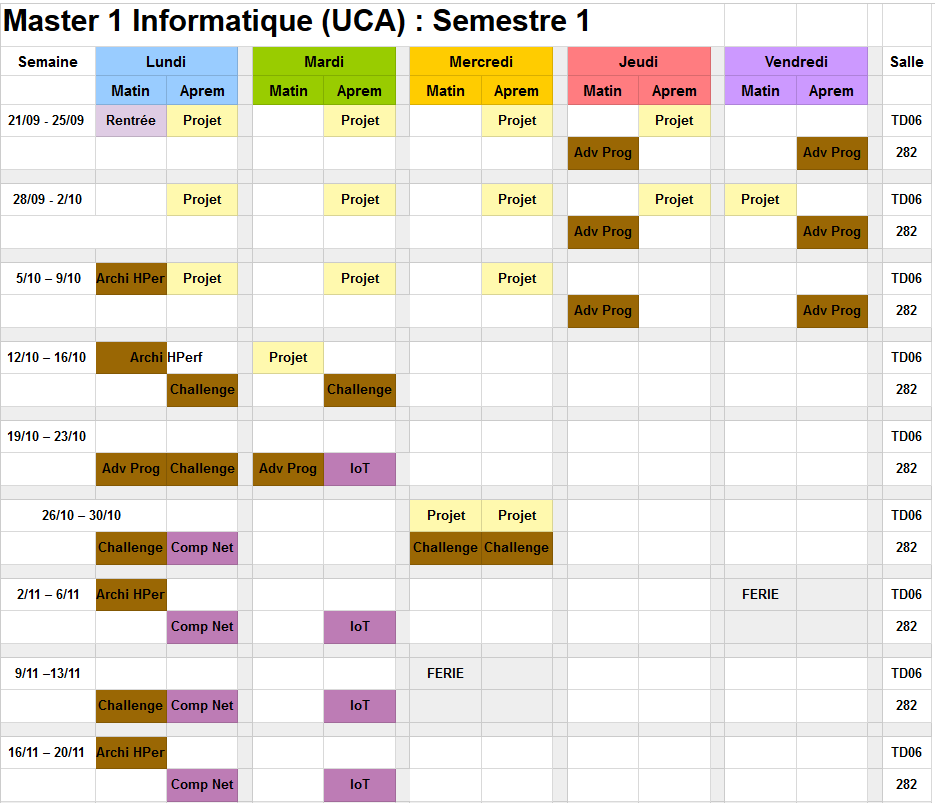 Master 1 Informatique (UCA) : Semestre 1
Semaine Lundi Mardi Mercredi Jeudi Vendredi Salle
Matin Aprem Matin Aprem Matin Aprem Matin Aprem Matin Aprem
21/09 - 25/09 Rentrée Projet Projet Projet Projet TD06
Adv Prog Adv Prog 282
28/09 - 2/10 Projet Projet Projet Projet Projet TD06
Adv Prog Adv Prog 282
5/10 – 9/10 Archi HPer Projet Projet Projet TD06
Adv Prog Adv Prog 282
12/10 – 16/10 Archi HPerf Projet TD06
Challenge Challenge 282
19/10 – 23/10 TD06
Adv Prog Challenge Adv Prog IoT 282
26/10 – 30/10 Projet Projet TD06
Challenge Comp Net Challenge Challenge 282
2/11 – 6/11 Archi HPer FERIE TD06
Comp Net IoT 282
9/11 –13/11 FERIE TD06
Challenge Comp Net IoT 282
16/11 – 20/11 Archi HPer TD06
Comp Net IoT 282